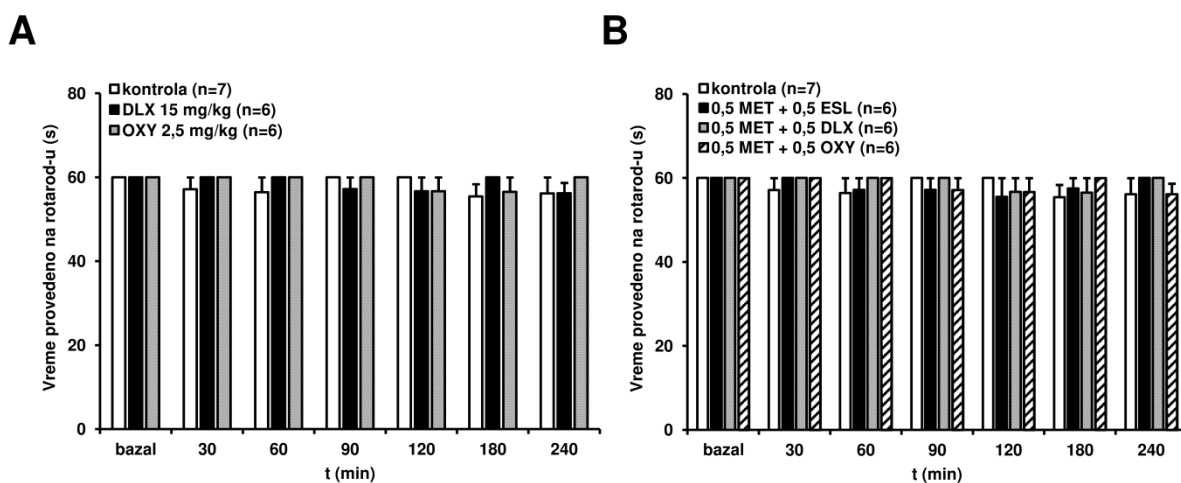 A
kontrola (n=7)
DLX 15 mg/kg (n=6)
OXY 2,5 mg/kg (n=6)
Vreme provedeno na rotarod-u (s)
80
60
40
20
0
bazal 30 60 90 120 180 240
t (min)
B
kontrola (n=7)
0,5 MET + 0,5 ESL (n=6)
0,5 MET + 0,5 DLX (n=6)
0,5 MET + 0,5 OXY (n=6)
Vreme provedeno na rotarod-u (s)
80
60
40
20
0
bazal 30 60 90 120 180 240
t (min)